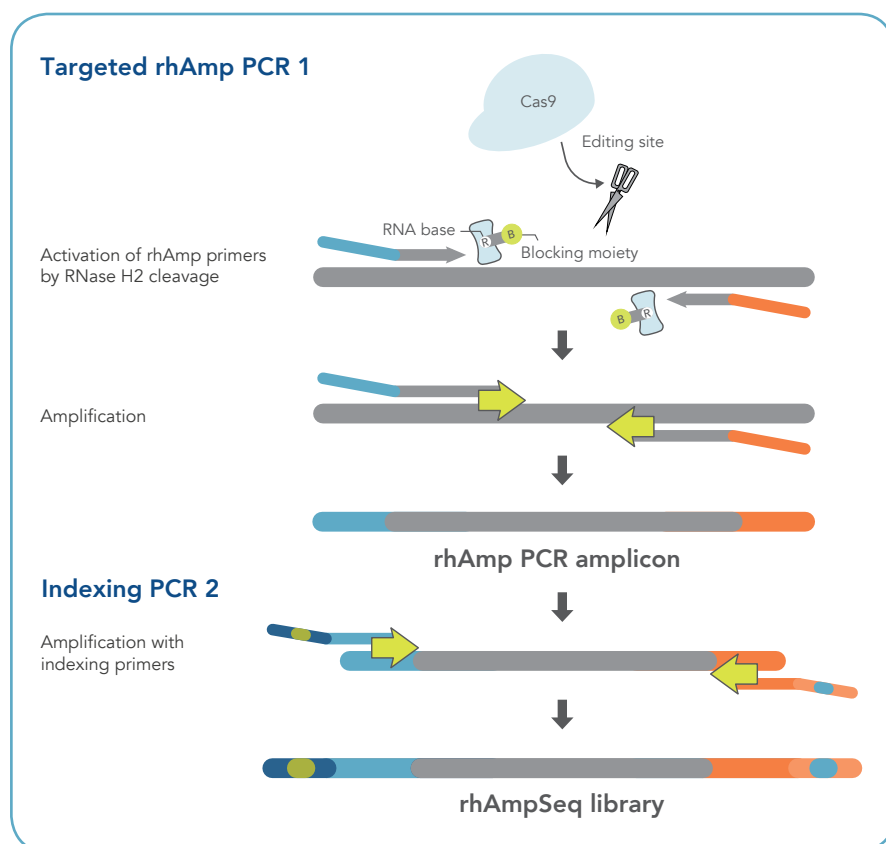 Targeted rhAmp PCR 1
Cas9
Editing site
RNA base
R
B
Blocking moiety
Activation of rhAmp primers
by RNase H2 cleavage
B
R
Amplification
rhAmp PCR amplicon
Indexing PCR 2
Amplification with
indexing primers
rhAmpSeq library